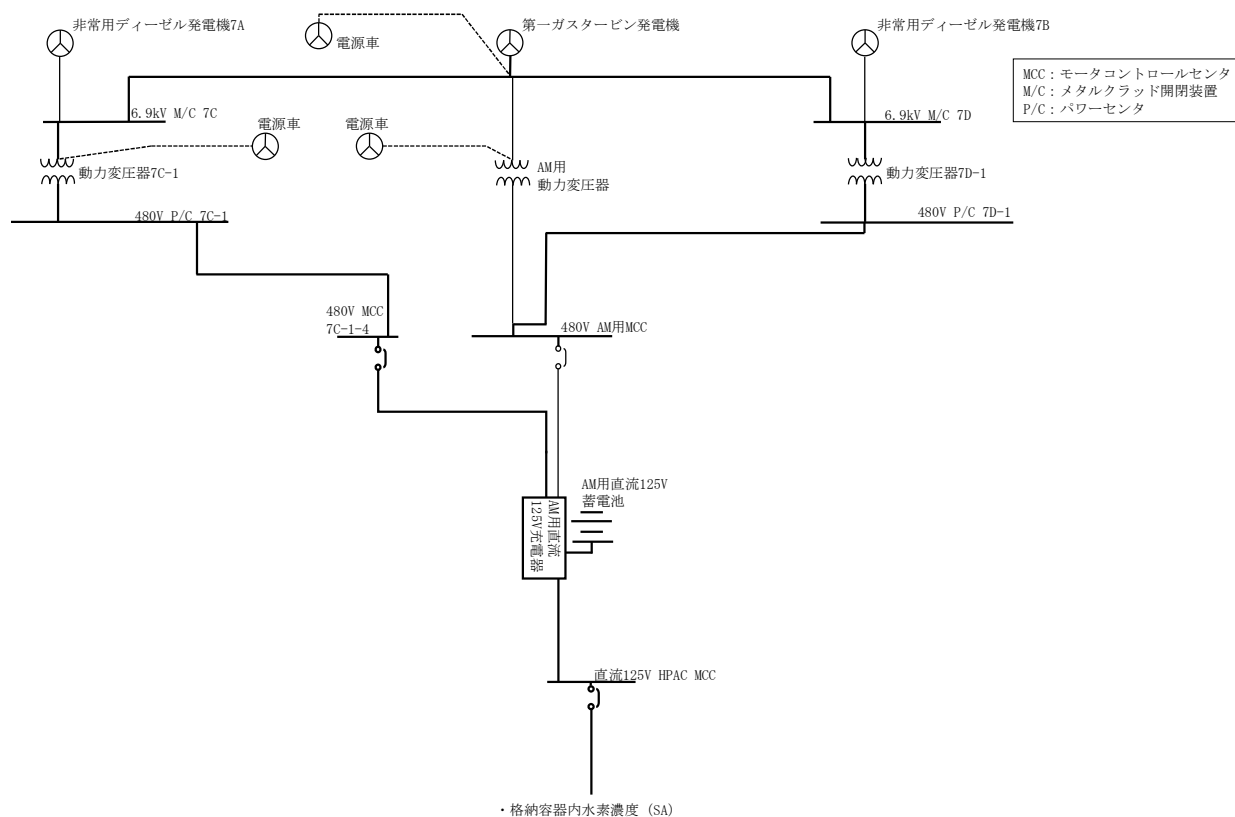 非常用ディーゼル発電機7A
電源車
第一ガスタービン発電機
非常用ディーゼル発電機7B
MCC：モータコントロールセンタ
M/C：メタルクラッド開閉装置
P/C：パワーセンタ
6.9kV M/C 7C
6.9kV M/C 7D
電源車
電源車
動力変圧器7C-1
AM用
動力変圧器
動力変圧器7D-1
480V P/C 7C-1
480V P/C 7D-1
480V MCC
7C-1-4
480V AM用MCC
AM用直流125V
蓄電池
AM用直流
125V充電器
直流125V HPAC MCC
・格納容器内水素濃度 (SA)